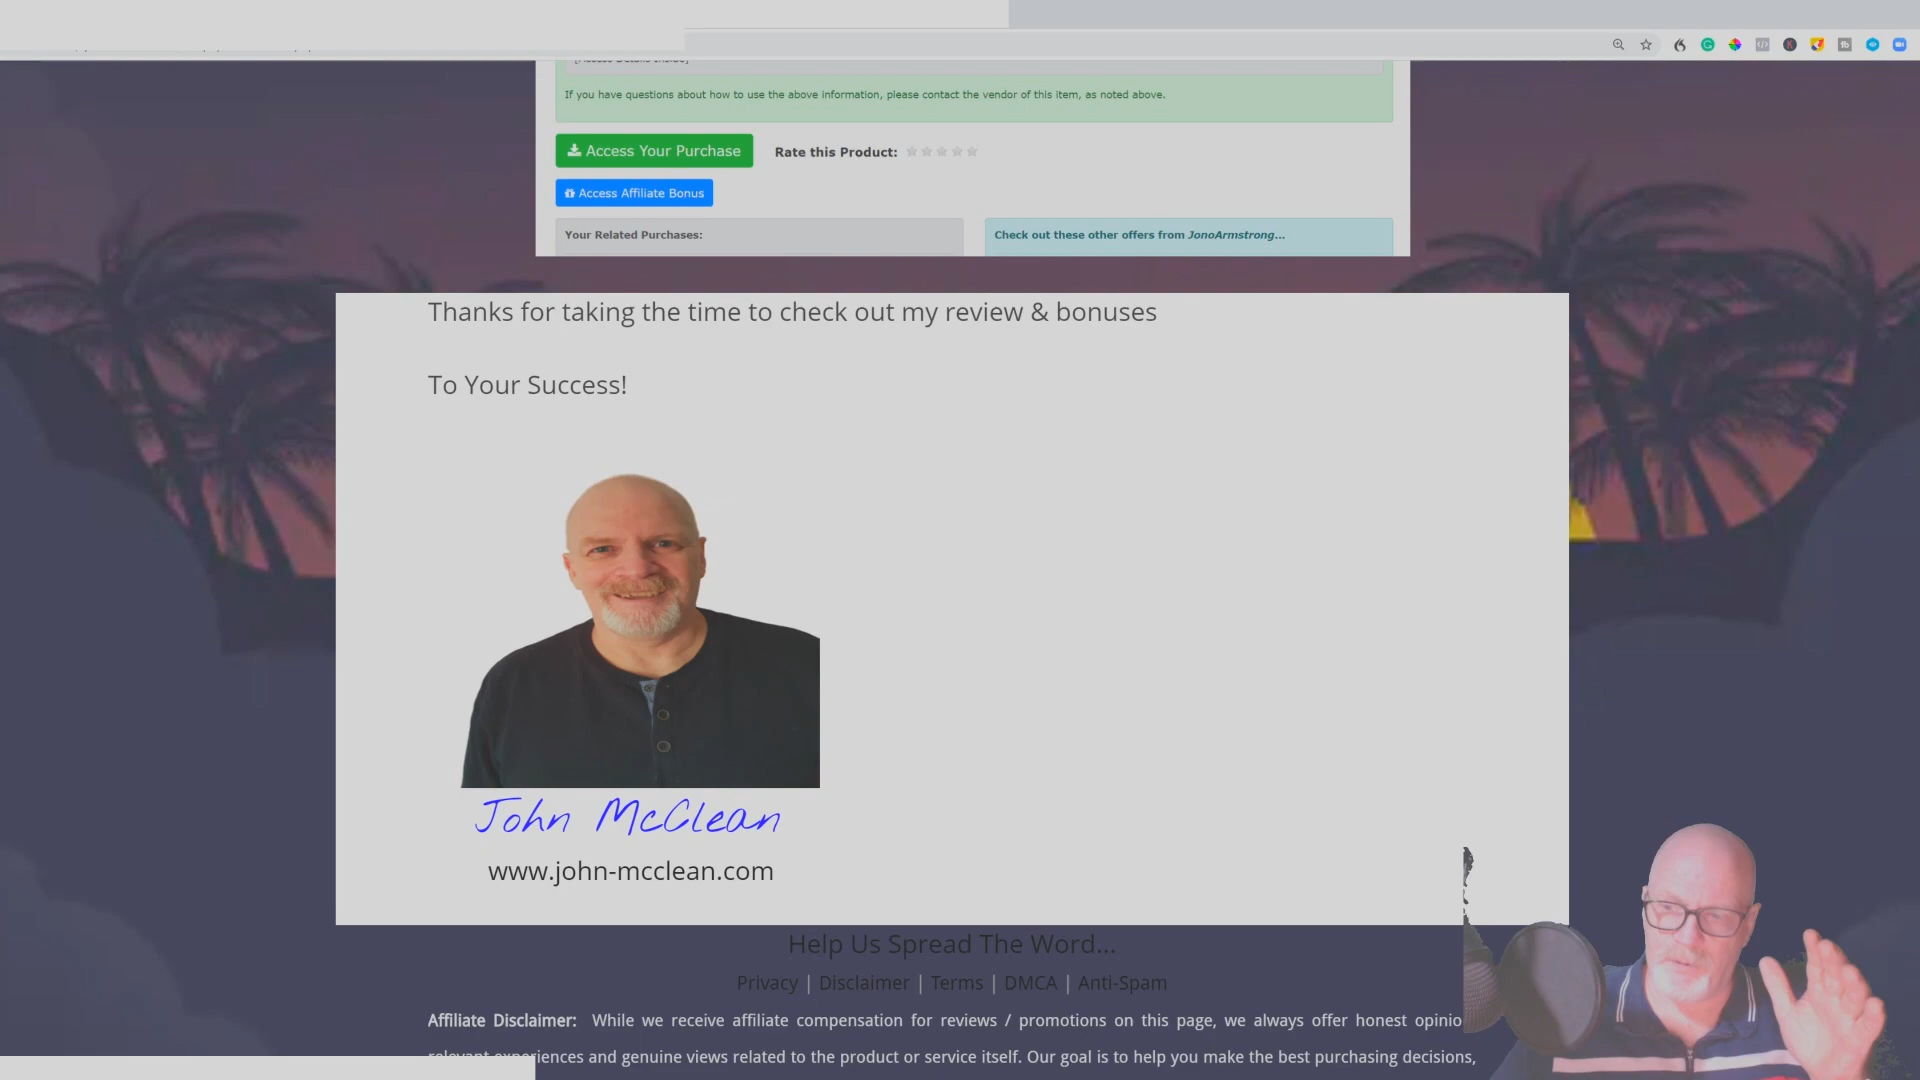 If you have questions about how to use the above information, please contact the vendor of this item, as noted above.
Access Your Purchase
Rate this Product:
Access Affiliate Bonus
Your Related Purchases:
Check out these other offers from JonoArmstrong...
Thanks for taking the time to check out my review & bonuses
To Your Success!
John McClean
www.john-mcclean.com
Help Us Spread The Word...
Privacy | Disclaimer | Terms | DMCA | Anti-Spam
Affiliate Disclaimer: While we receive affiliate compensation for reviews / promotions on this page, we always offer honest opinio
relevant experiences and genuine views related to the product or service itself. Our goal is to help you make the best purchasing decisions,